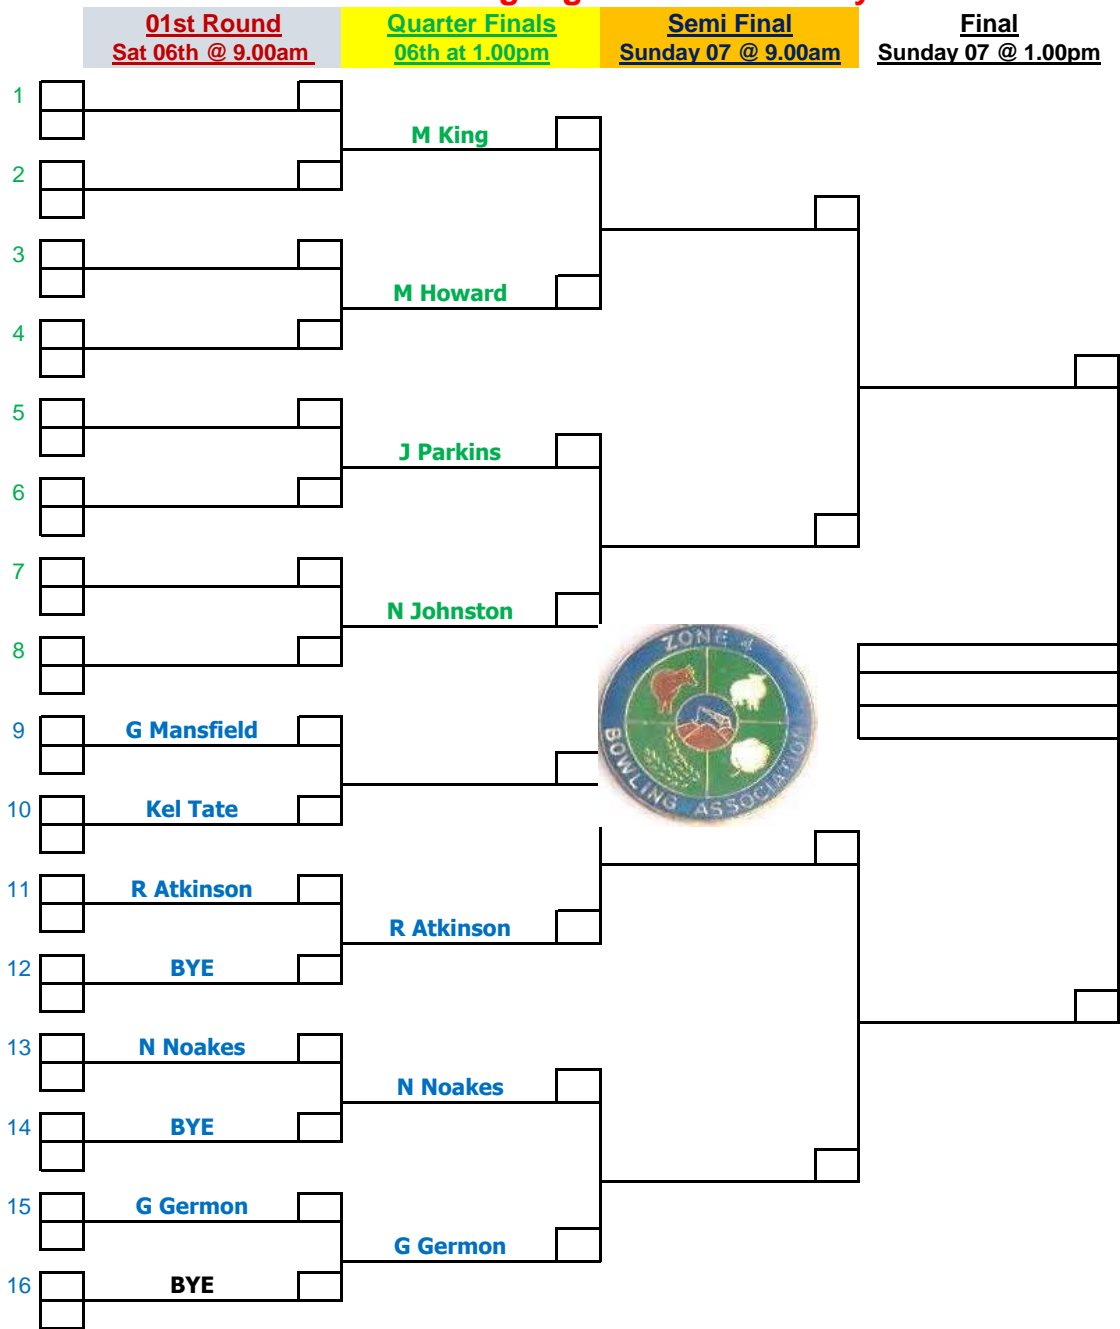 01st Round
Sat 06th @ 9.00am
Quarter Finals
06th at 1.00pm
Semi Final
Sunday 07 @ 9.00am
Final
Sunday 07 @ 1.00pm
1
M King
2
3
M Howard
4
5
J Parkins
6
7
N Johnston
8
ZONE 4
BOWLING ASSOCIATION
9
G Mansfield
10
Kel Tate
11
R Atkinson
R Atkinson
12
BYE
13
N Noakes
N Noakes
14
BYE
15
G Germon
G Germon
16
BYE